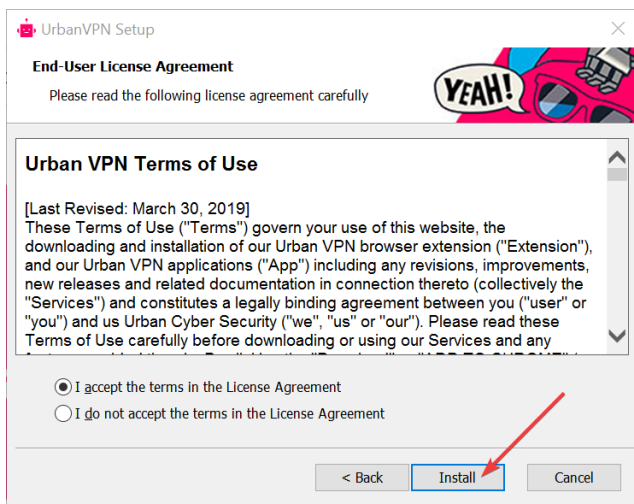 UrbanVPN Setup
End-User License Agreement
Please read the following license agreement carefully
YEAH!
Urban VPN Terms of Use
[Last Revised: March 30, 2019]
These Terms of Use ("Terms") govern your use of this website, the
downloading and installation of our Urban VPN browser extension ("Extension"),
and our Urban VPN applications ("App") including any revisions, improvements,
new releases and related documentation in connection thereto (collectively the
"Services") and constitutes a legally binding agreement between you ("user" or
"you") and us Urban Cyber Security ("we", "us" or "our"). Please read these
Terms of Use carefully before downloading or using our Services and any
I accept the terms in the License Agreement
I do not accept the terms in the License Agreement
< Back
Install
Cancel